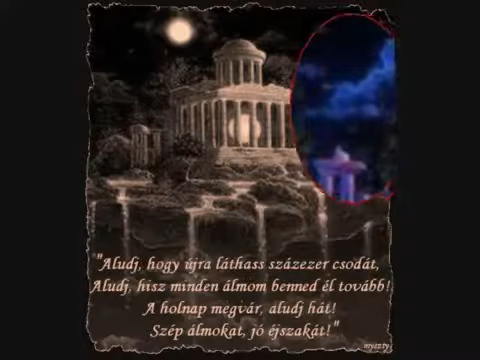 "Aludj, hogy újra láthass százezer csodát,
Aludj, hisz minden álmom benned él tovább!
A holnap megvár, aludj hát!
Szép álmokat, jó éjszakát!"